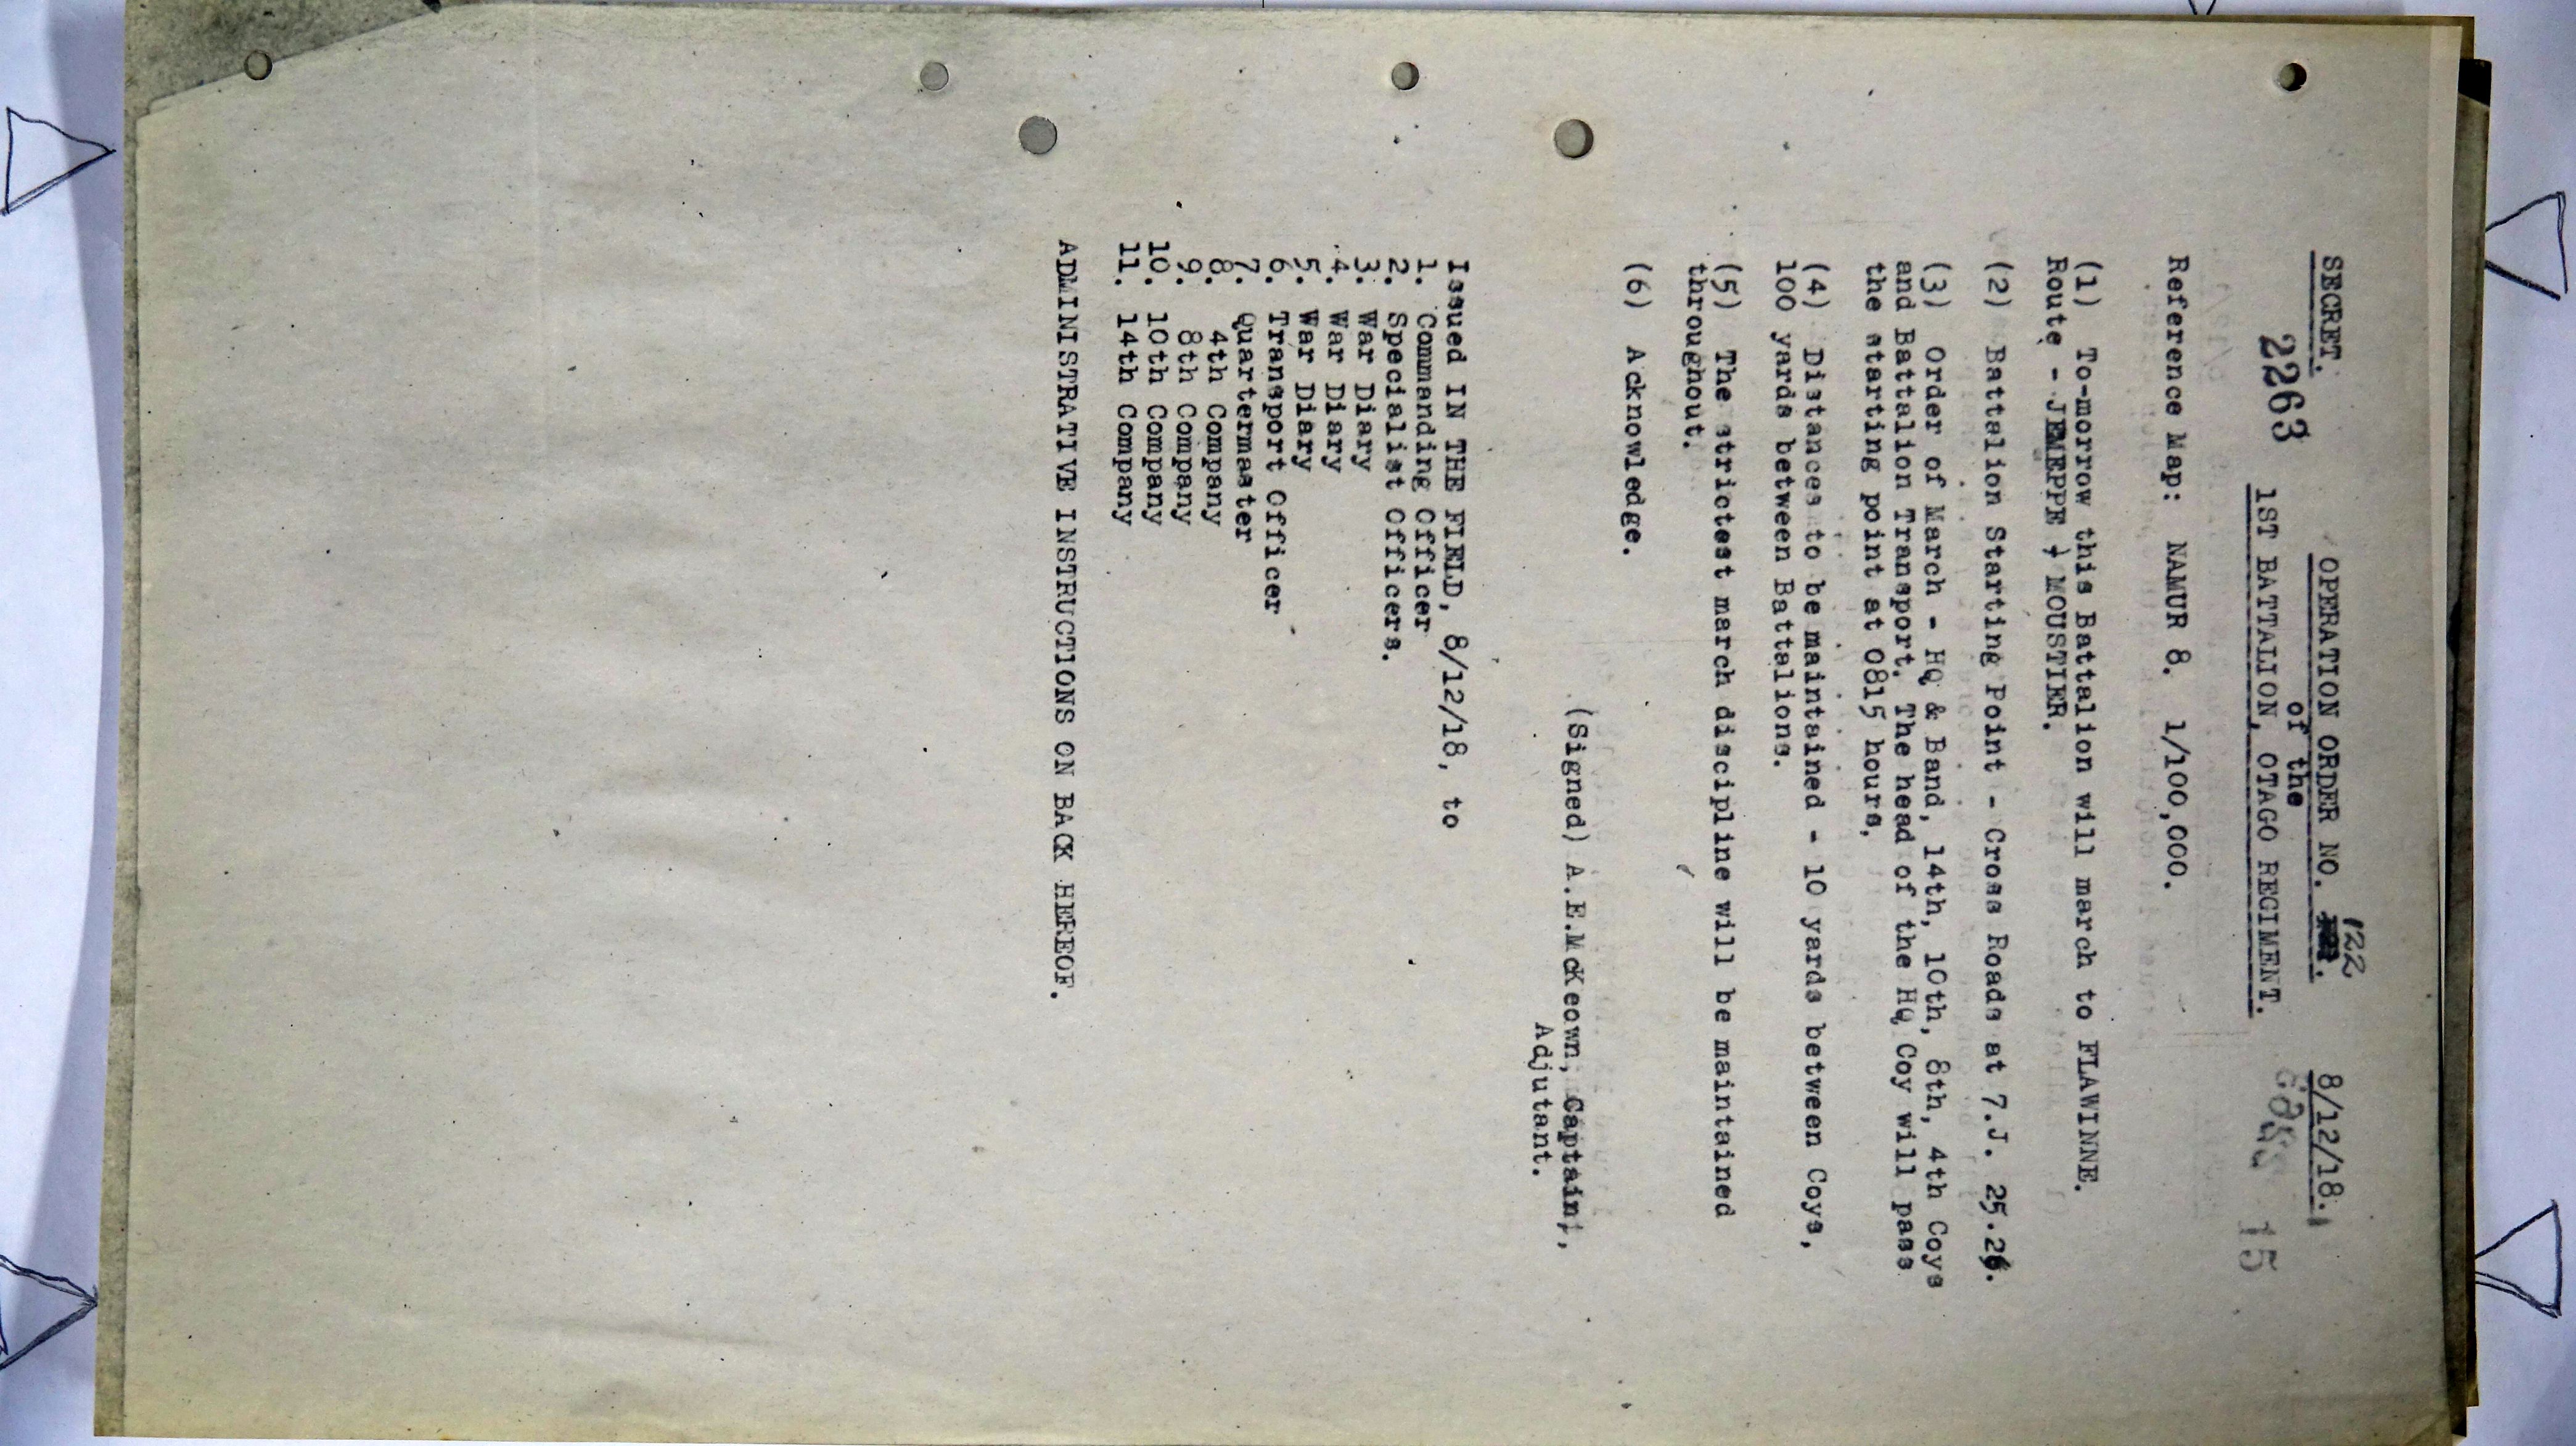 SECRET. OPERATION ORDER NO. 122. 8/12/18.
of the
2263 1ST BATTALION, OTAGO REGIMENT.
15
Reference Map: NAMUR 8. 1/100,000.
(1) To-morrow this Battalion will march to FLAWINNE.
Route - JEMEPPE - MOUSTIER.
(2) Battalion Starting Point - Cross Roads at 7.J. 25.26.
(3) Order of March - HQ & Band, 14th, 10th, 8th, 4th Coys
and Battalion Transport. The head of the HQ Coy will pass
the starting point at 0815 hours,
(4) Distances to be maintained - 10 yards between Coys,
100 yards between Battalions.
(5) The strictest march discipline will be maintained
throughout.
(6) Acknowledge.
(Signed) A.E.McKeown, Captain,
Adjutant.
Issued IN THE FIELD, 8/12/18, to
1. Commanding Officer
2. Specialist Officers.
3. War Diary
4. War Diary
5. War Diary
6. Transport Officer
7. Quartermaster
8. 4th Company
9. 8th Company
10. 10th Company
11. 14th Company
ADMINISTRATIVE INSTRUCTIONS ON BACK HEREOF.